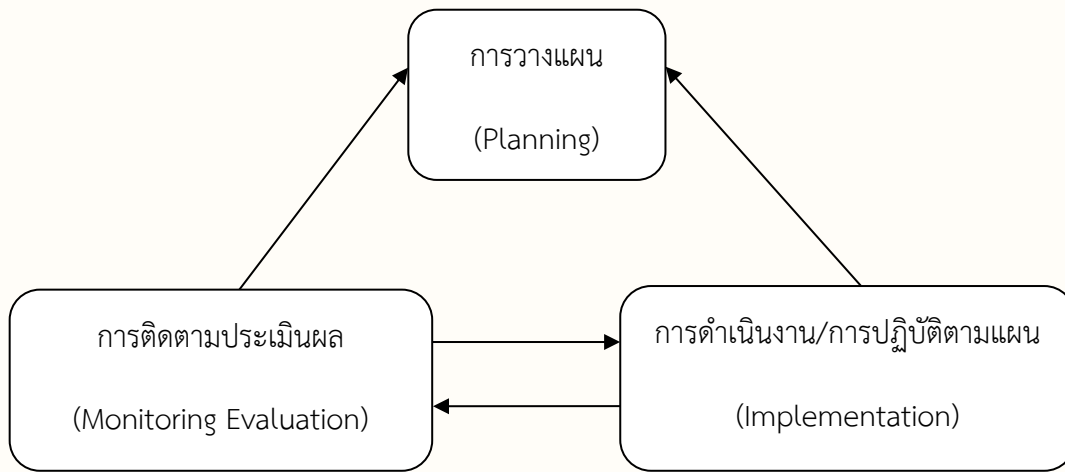 การวางแผน
(Planning)
การติดตามประเมินผล
(Monitoring Evaluation)
การดำเนินงาน/การปฏิบัติตามแผน
(Implementation)